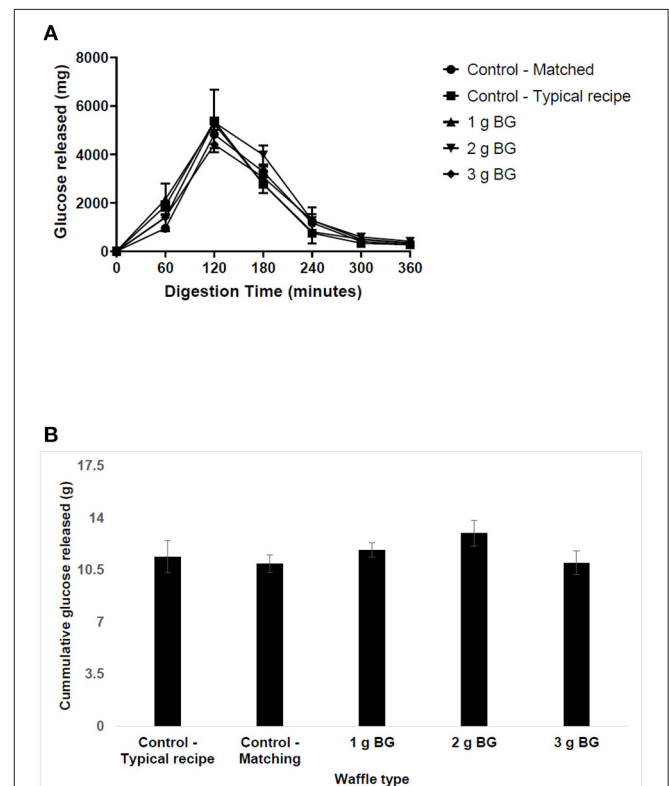 A
Glucose released (mg)
8000
6000
4000
2000
0
0 60 120 180 240 300 360
Digestion Time (minutes)
Control - Matched
Control - Typical recipe
1 g BG
2 g BG
3 g BG
B
Cummulative glucose released (g)
17.5
14
10.5
7
3.5
0
Control - Typical recipe
Control - Matching
1 g BG
2 g BG
3 g BG
Waffle type